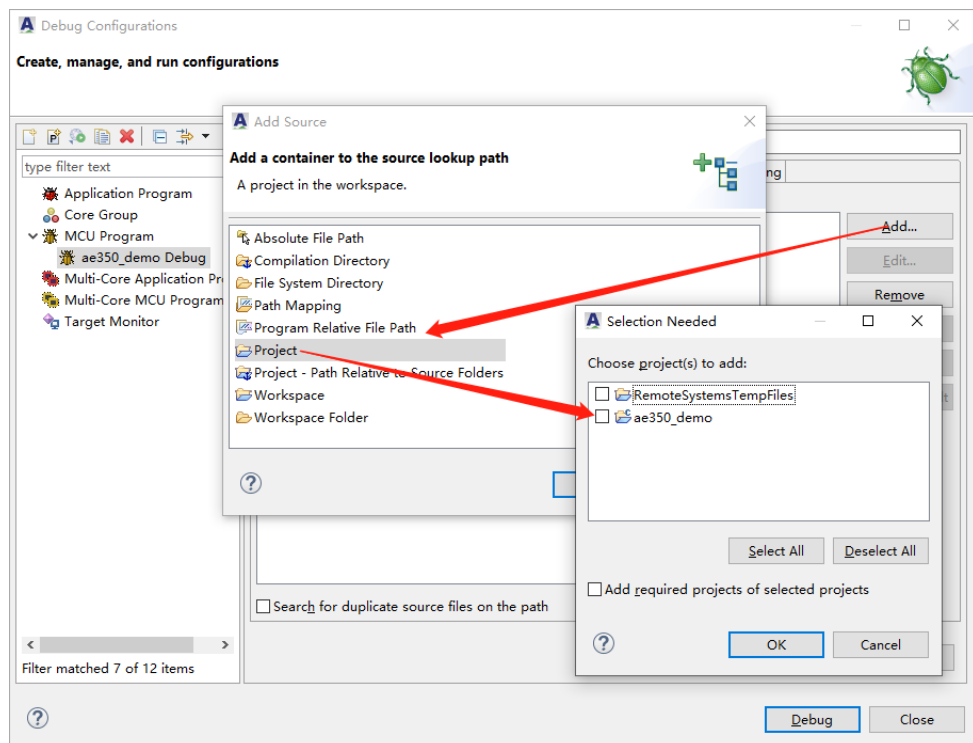 Debug Configurations
Create, manage, and run configurations
type filter text
Application Program
Core Group
MCU Program
ae350_demo Debug
Multi-Core Application Pr
Multi-Core MCU Program
Target Monitor
Filter matched 7 of 12 items
Add Source
Add a container to the source lookup path
A project in the workspace.
Absolute File Path
Compilation Directory
File System Directory
Path Mapping
Program Relative File Path
Project
Project - Path Relative to Source Folders
Workspace
Workspace Folder
ng
Add...
Edit...
Remove
Selection Needed
Choose project(s) to add:
RemoteSystemsTempFiles
ae350_demo
Select All
Deselect All
Add required projects of selected projects
OK
Cancel
Search for duplicate source files on the path
Debug
Close